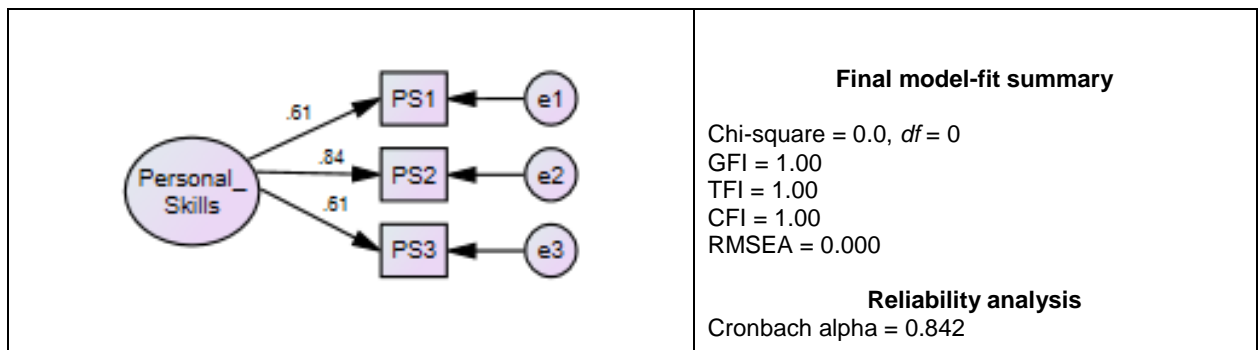 .61
PS1
e1
.84
PS2
e2
Personal_
Skills
.61
PS3
e3
Final model-fit summary
Chi-square = 0.0, df = 0
GFI = 1.00
TFI = 1.00
CFI = 1.00
RMSEA = 0.000
Reliability analysis
Cronbach alpha = 0.842